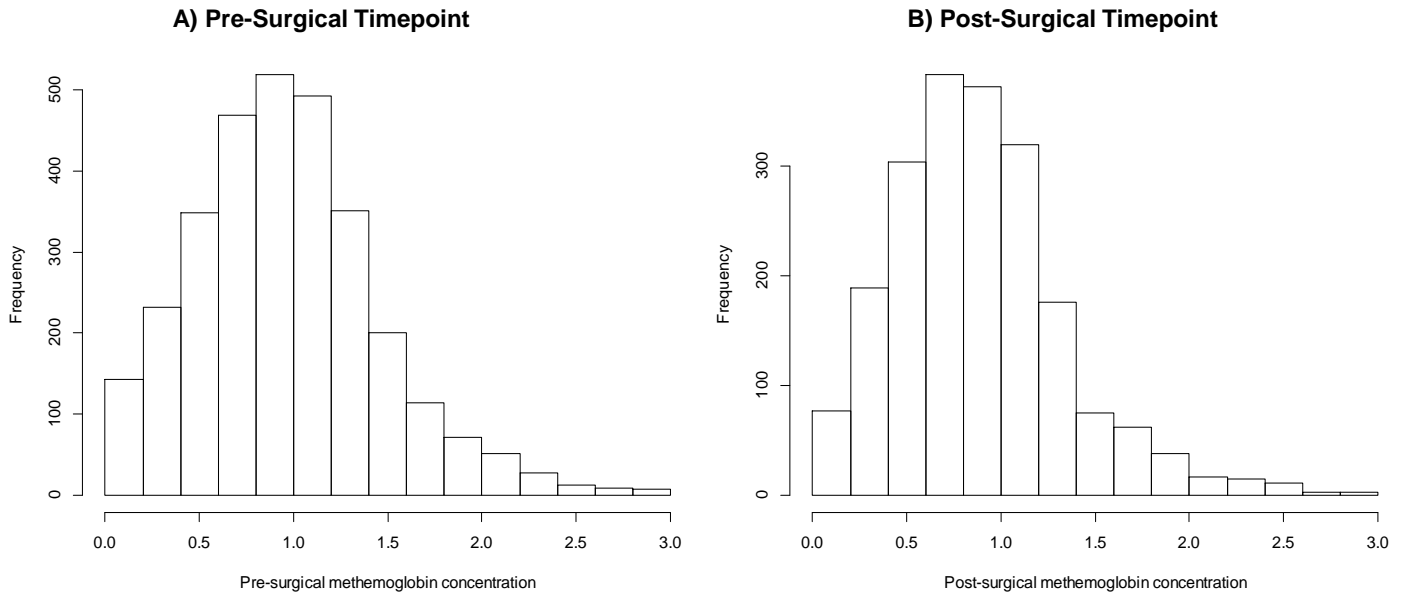 A) Pre-Surgical Timepoint
Frequency
0
100
200
300
400
500
0.0 0.5 1.0 1.5 2.0 2.5 3.0
Pre-surgical methemoglobin concentration
B) Post-Surgical Timepoint
Frequency
0
100
200
300
0.0 0.5 1.0 1.5 2.0 2.5 3.0
Post-surgical methemoglobin concentration